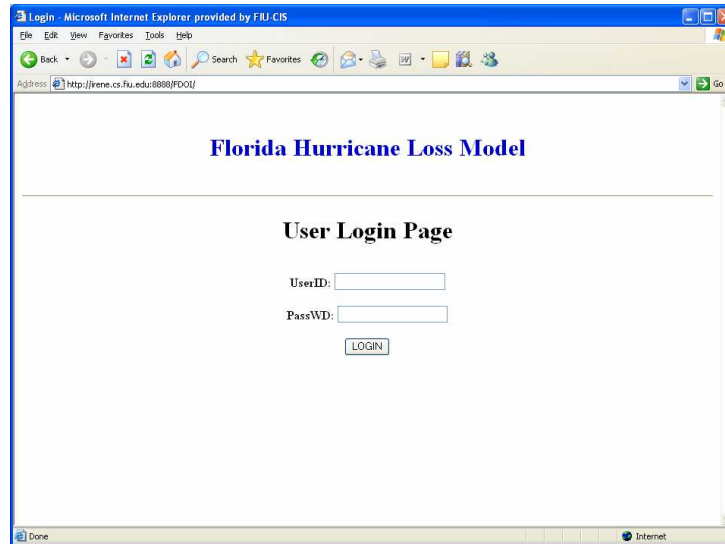 Login - Microsoft Internet Explorer provided by FIU-CIS
File Edit View Favorites Tools Help
Back Search Favorites
Address http://irene.cs.fiu.edu:8888/FDOI/ Go
Florida Hurricane Loss Model
User Login Page
UserID:
PassWD:
LOGIN
Done Internet